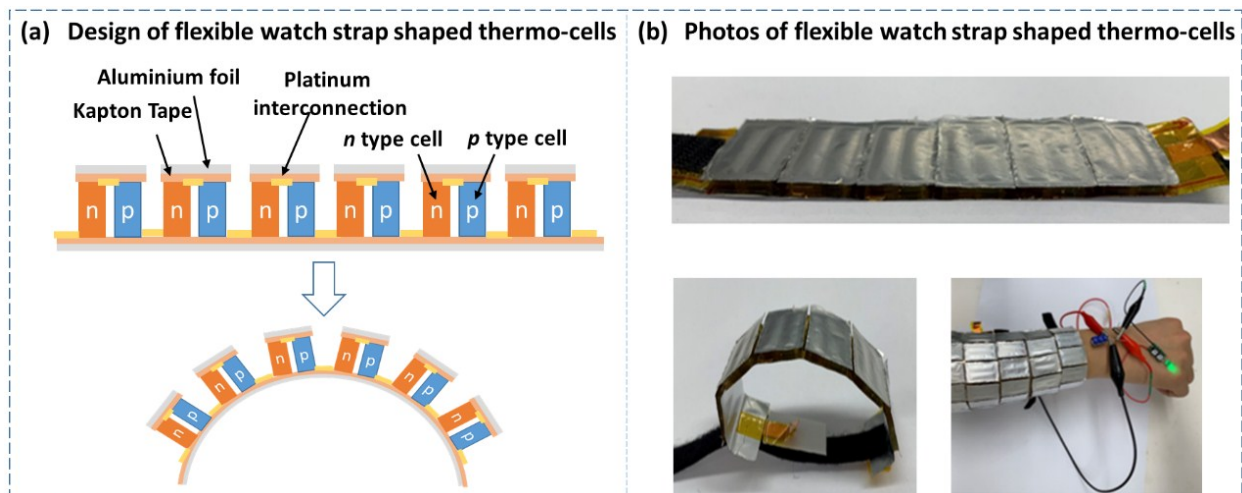 (a) Design of flexible watch strap shaped thermo-cells
Aluminium foil
Kapton Tape
Platinum
interconnection
n type cell
p type cell
n p n p n p n p n p n p
n p n p n p n p n p n p
(b) Photos of flexible watch strap shaped thermo-cells